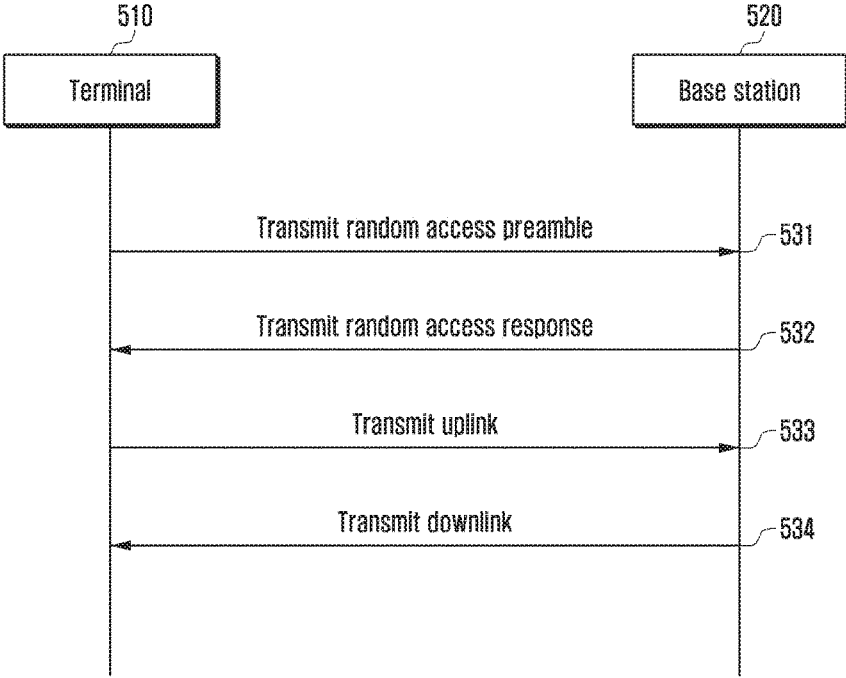 510
520
Terminal
Base station
Transmit random access preamble
531
Transmit random access response
532
Transmit uplink
533
Transmit downlink
534